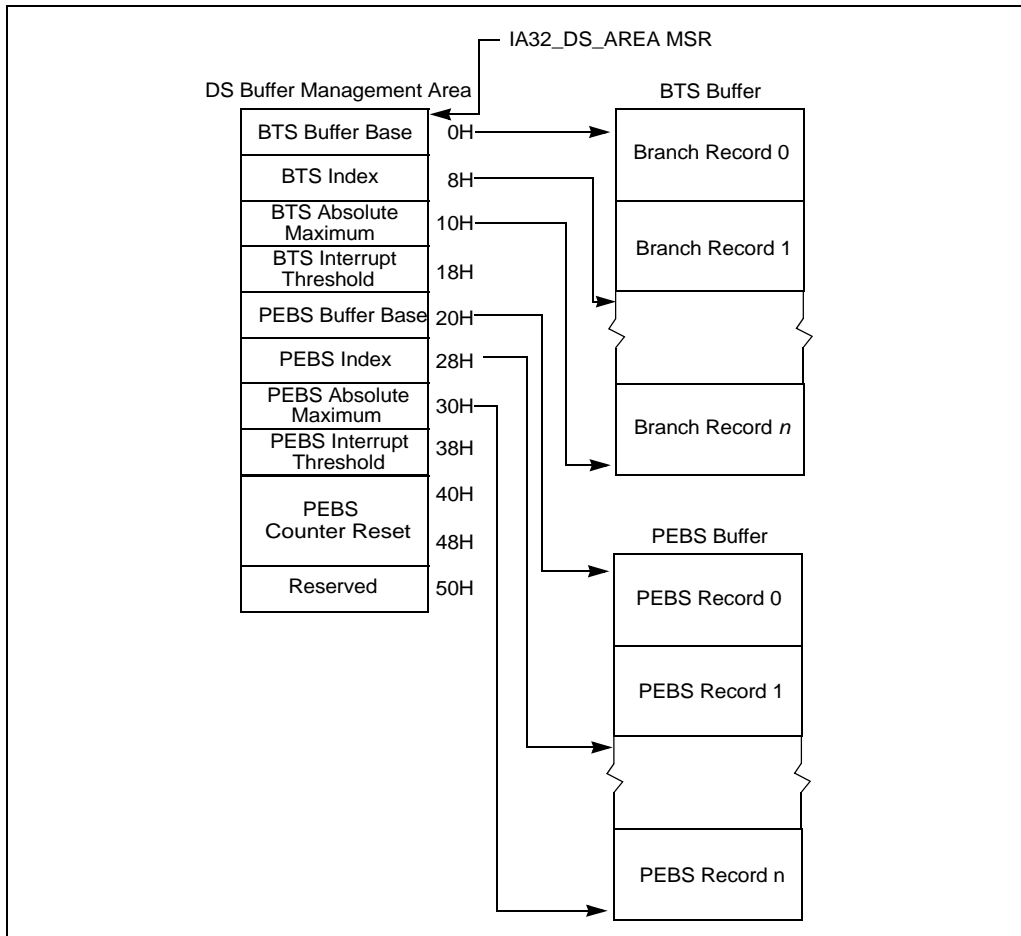 IA32_DS_AREA MSR
DS Buffer Management Area
BTS Buffer Base 0H
BTS Index 8H
BTS Absolute
Maximum 10H
BTS Interrupt
Threshold 18H
PEBS Buffer Base 20H
PEBS Index 28H
PEBS Absolute
Maximum 30H
PEBS Interrupt
Threshold 38H
40H
PEBS
Counter Reset
48H
Reserved 50H
BTS Buffer
Branch Record 0
Branch Record 1
Branch Record n
PEBS Buffer
PEBS Record 0
PEBS Record 1
PEBS Record n